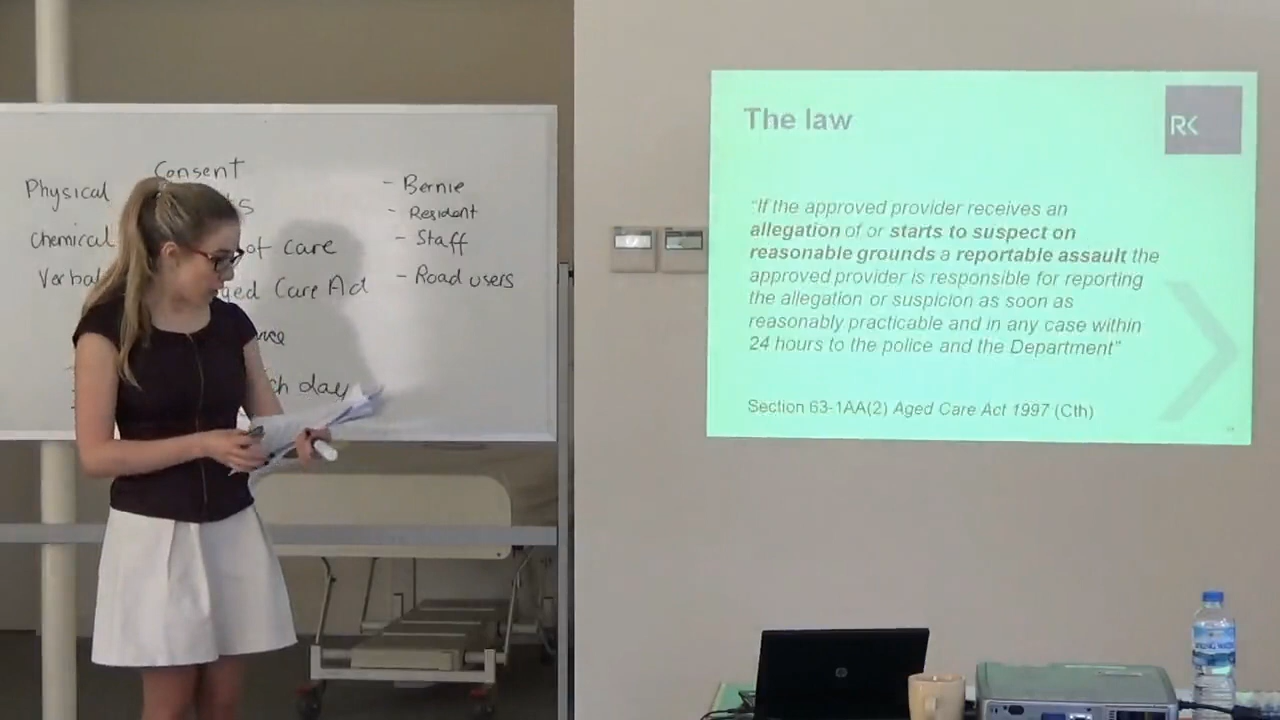 Consent
Physical
Chemical
Verbal
of care
Aged Care Act
ch day
- Bernie
- Resident
- Staff
- Road users
The law
RK
"If the approved provider receives an
allegation of or starts to suspect on
reasonable grounds a reportable assault the
approved provider is responsible for reporting
the allegation or suspicion as soon as
reasonably practicable and in any case within
24 hours to the police and the Department"
Section 63-1AA(2) Aged Care Act 1997 (Cth)
hp